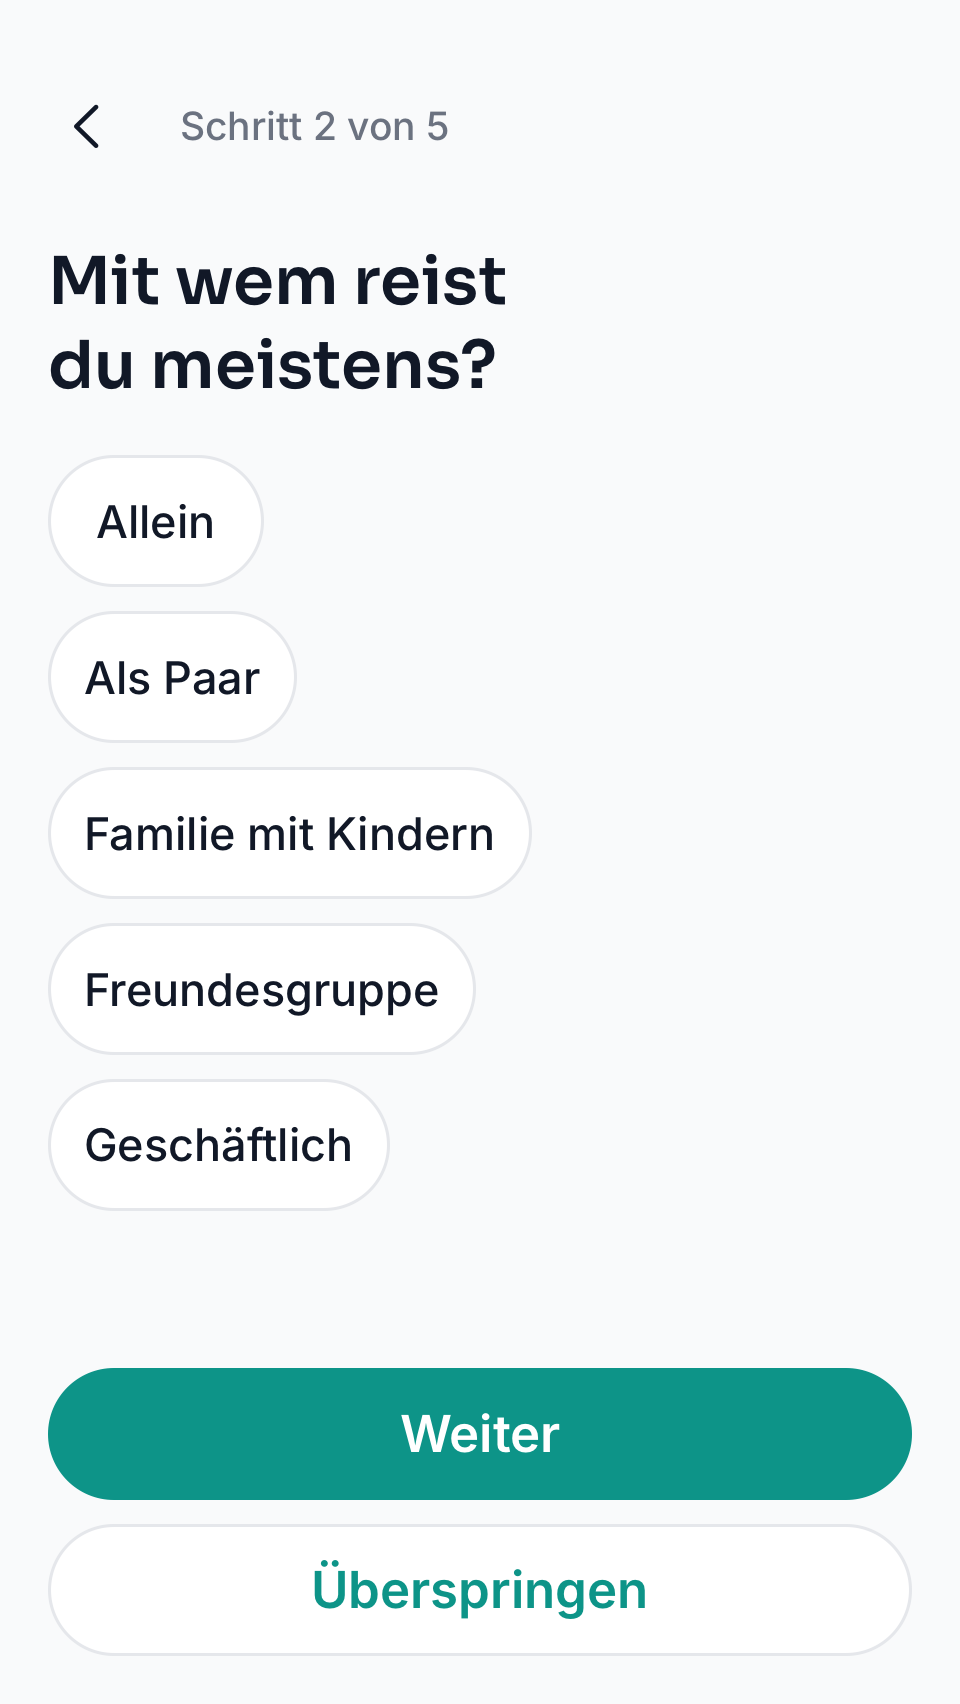 Schritt 2 von 5
Mit wem reist
du meistens?
Allein
Als Paar
Familie mit Kindern
Freundesgruppe
Geschäftlich
Weiter
Überspringen